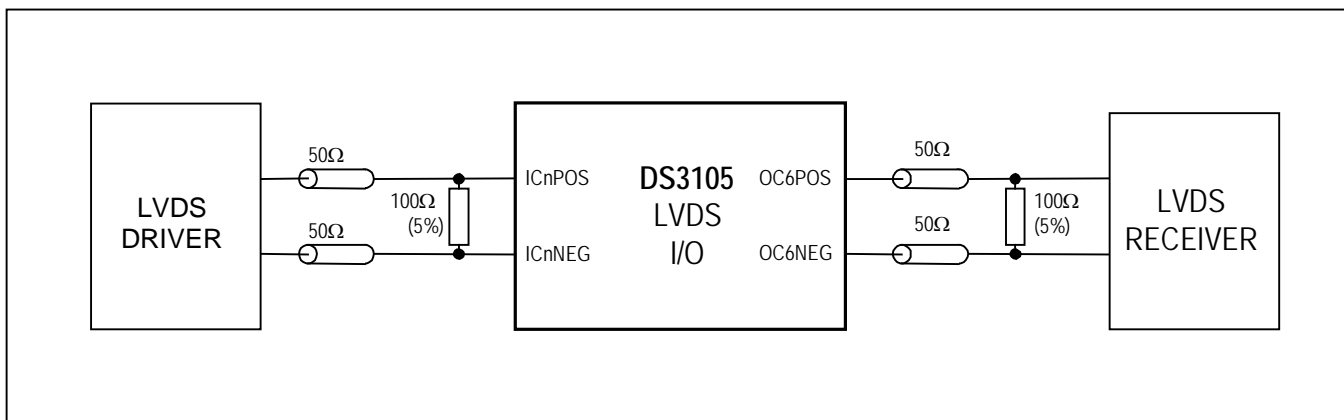 LVDS
DRIVER
50Ω
50Ω
100Ω
(5%)
ICnPOS
ICnNEG
DS3105
LVDS
I/O
OC6POS
OC6NEG
50Ω
50Ω
100Ω
(5%)
LVDS
RECEIVER